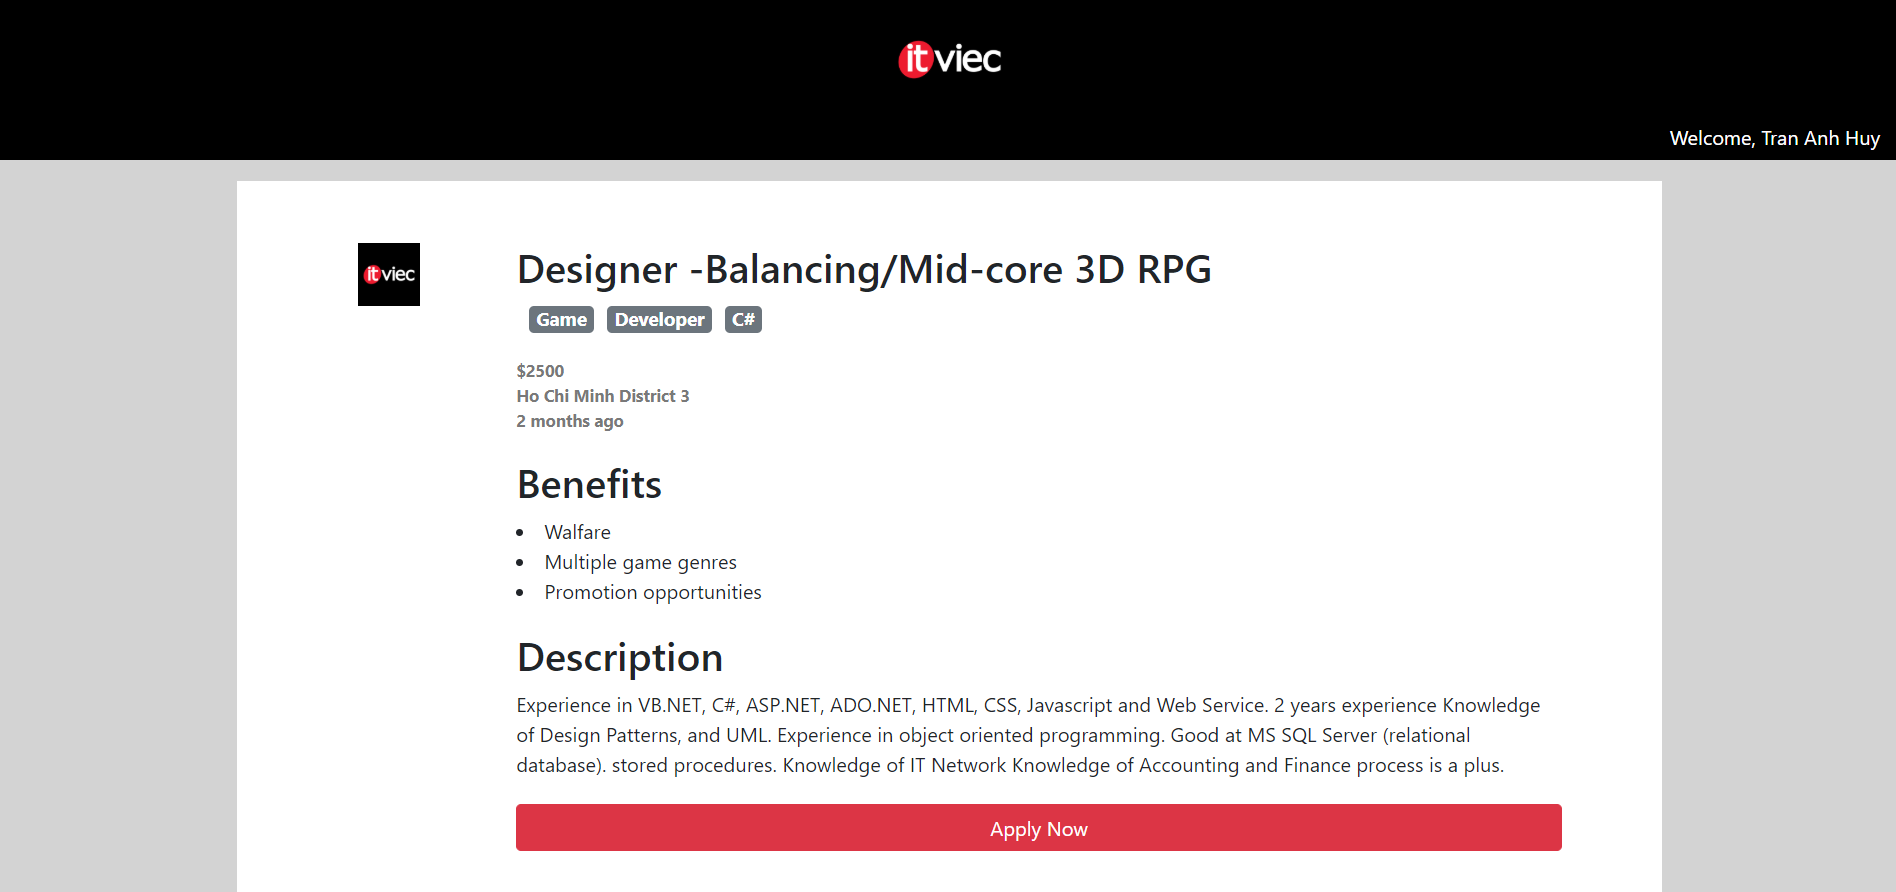 itviec
Welcome, Tran Anh Huy
itviec
Designer -Balancing/Mid-core 3D RPG
Game Developer C#
$2500
Ho Chi Minh District 3
2 months ago
Benefits
• Walfare
• Multiple game genres
• Promotion opportunities
Description
Experience in VB.NET, C#, ASP.NET, ADO.NET, HTML, CSS, Javascript and Web Service. 2 years experience Knowledge
of Design Patterns, and UML. Experience in object oriented programming. Good at MS SQL Server (relational
database). stored procedures. Knowledge of IT Network Knowledge of Accounting and Finance process is a plus.
Apply Now